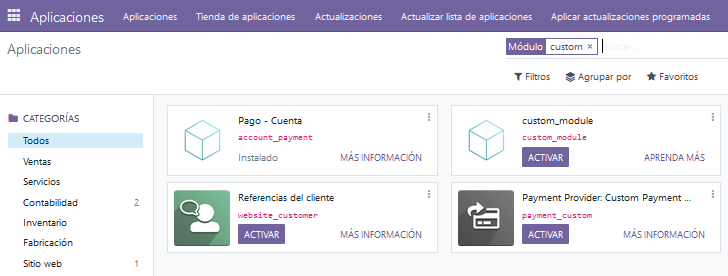 Aplicaciones Aplicaciones Tienda de aplicaciones Actualizaciones Actualizar lista de aplicaciones Aplicar actualizaciones programadas
Aplicaciones
Módulo custom × Buscar...
Filtros Agrupar por Favoritos
CATEGORÍAS
Todos
Ventas
Servicios
Contabilidad 2
Inventario
Fabricación
Sitio web 1
Pago - Cuenta
account_payment
Instalado MÁS INFORMACIÓN
custom_module
custom_module
ACTIVAR APRENDA MÁS
Referencias del cliente
website_customer
ACTIVAR MÁS INFORMACIÓN
Payment Provider: Custom Payment ...
payment_custom
ACTIVAR MÁS INFORMACIÓN